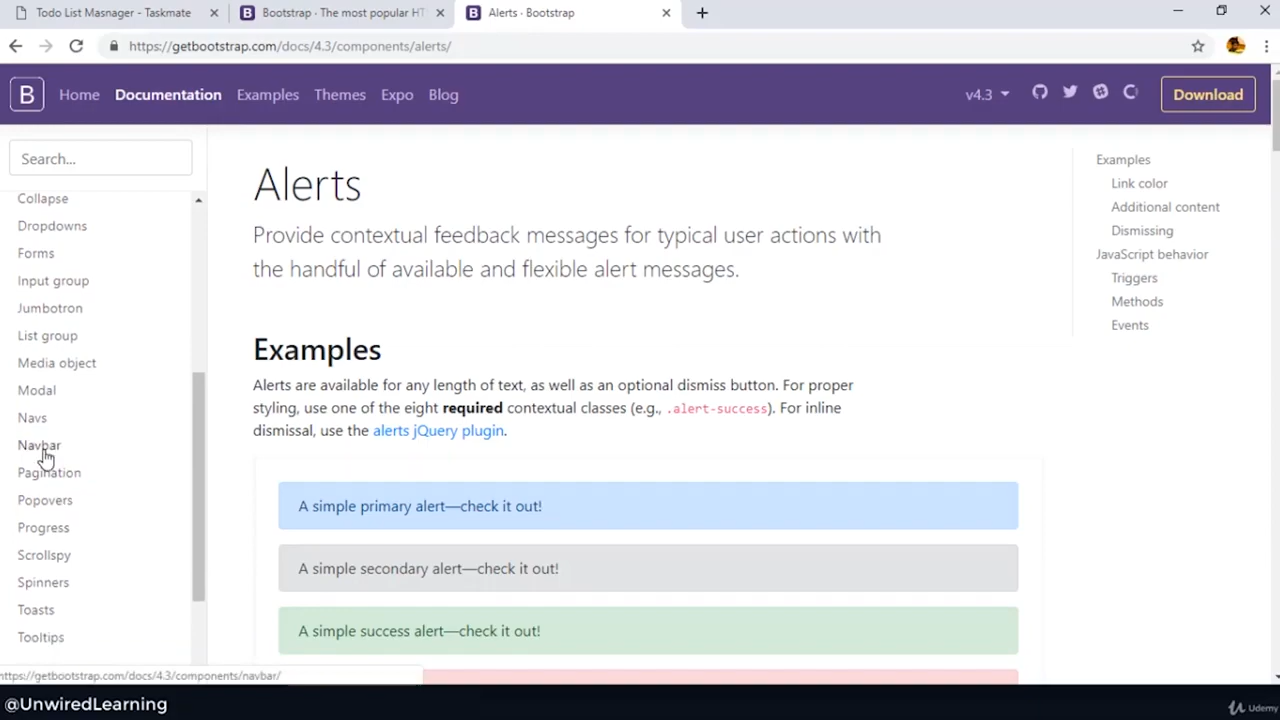 Todo List Masnager - Taskmate
Bootstrap · The most popular HT
Alerts · Bootstrap
https://getbootstrap.com/docs/4.3/components/alerts/
B
Home
Documentation
Examples
Themes
Expo
Blog
v4.3
Download
Search...
Collapse
Dropdowns
Forms
Input group
Jumbotron
List group
Media object
Modal
Navs
Navbar
Pagination
Popovers
Progress
Scrollspy
Spinners
Toasts
Tooltips
Alerts
Provide contextual feedback messages for typical user actions with
the handful of available and flexible alert messages.
Examples
Alerts are available for any length of text, as well as an optional dismiss button. For proper
styling, use one of the eight required contextual classes (e.g., .alert-success). For inline
dismissal, use the alerts jQuery plugin.
A simple primary alert—check it out!
A simple secondary alert—check it out!
A simple success alert—check it out!
Examples
Link color
Additional content
Dismissing
JavaScript behavior
Triggers
Methods
Events
https://getbootstrap.com/docs/4.3/components/navbar/
@UnwiredLearning
Udemy